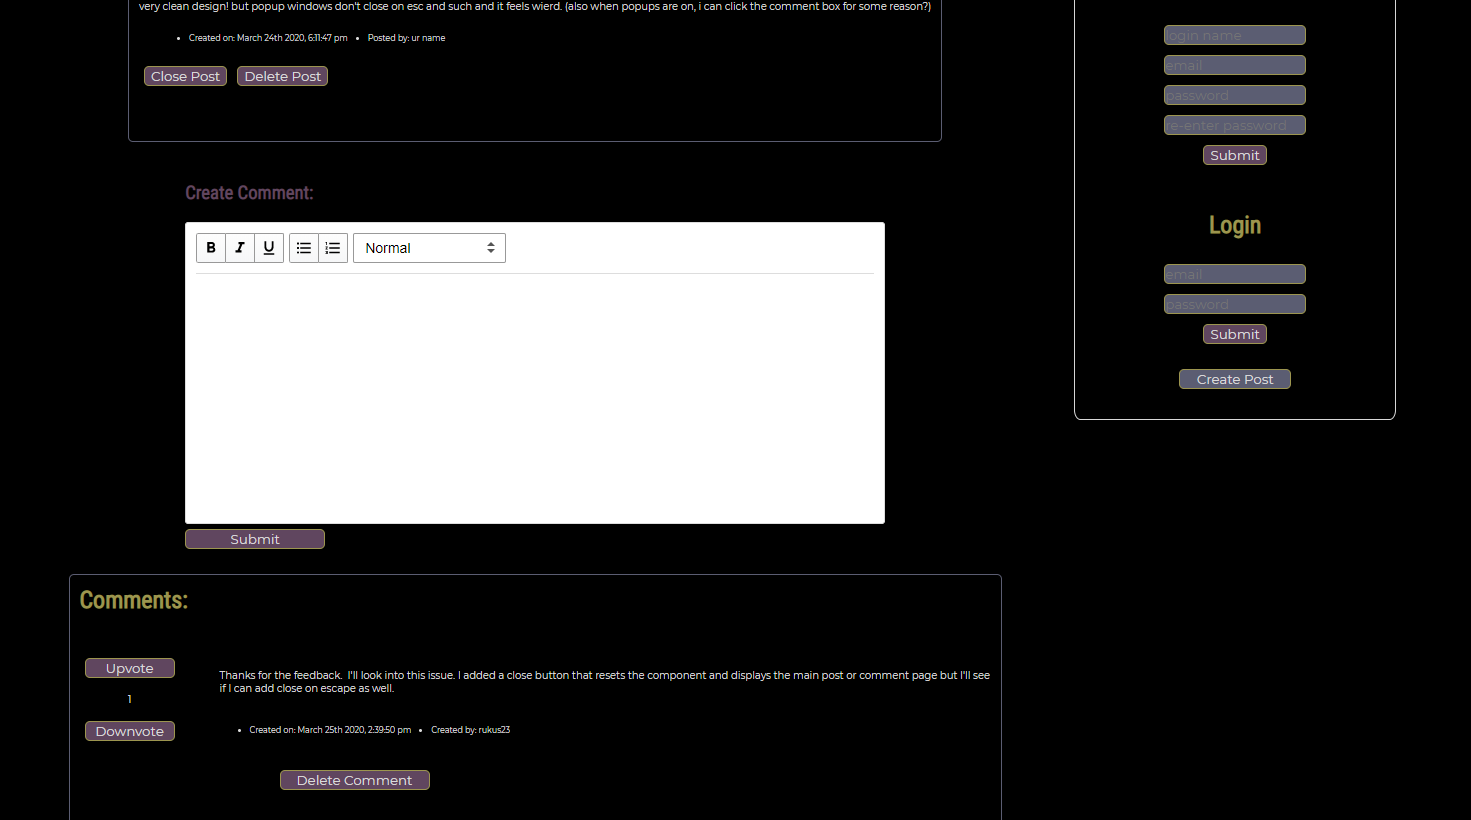 very clean design! but popup windows don't close on esc and such and it feels wierd. (also when popups are on, i can click the comment box for some reason?)
Created on: March 24th 2020, 6:11:47 pm • Posted by: ur name
Close Post Delete Post
Create Comment:
B I U Normal
Submit
Comments:
Upvote
1
Downvote
Thanks for the feedback. I'll look into this issue. I added a close button that resets the component and displays the main post or comment page but I'll see
if I can add close on escape as well.
Created on: March 25th 2020, 2:39:50 pm • Created by: rukus23
Delete Comment
login name
email
password
re-enter password
Submit
Login
email
password
Submit
Create Post